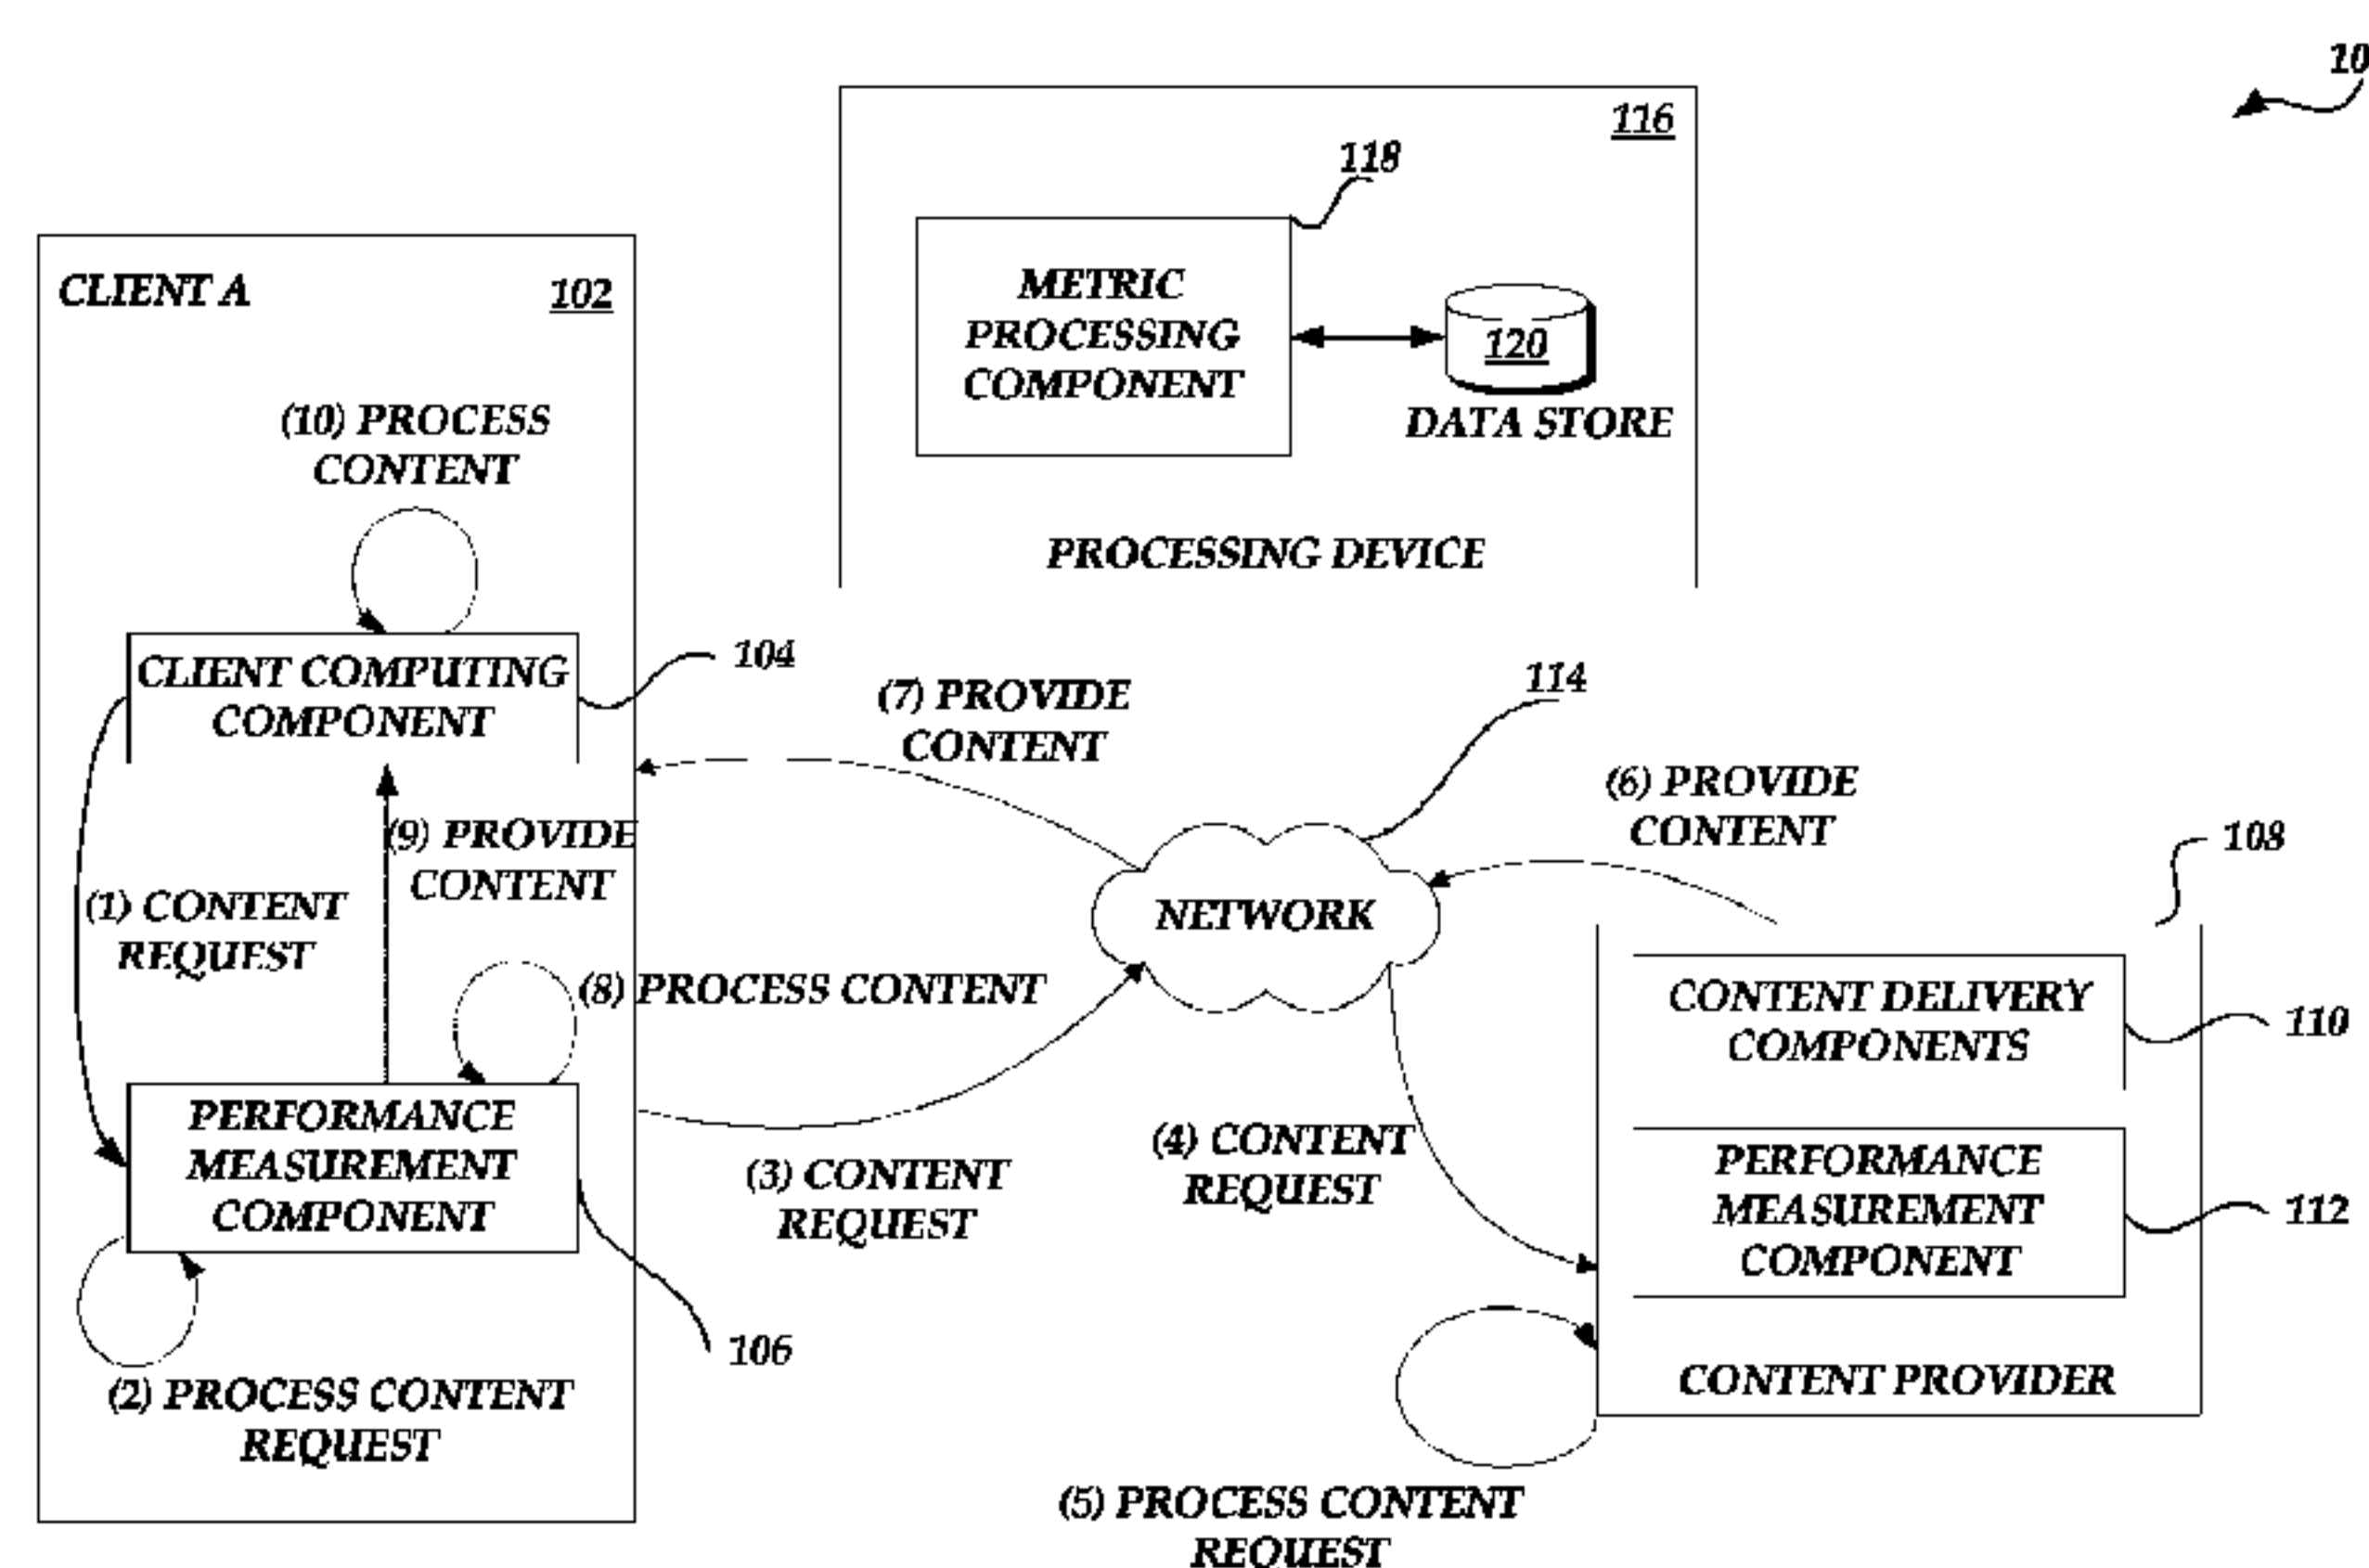 10
116
118
METRIC
PROCESSING
COMPONENT
120
DATA STORE
PROCESSING DEVICE
CLIENT A
102
(10) PROCESS
CONTENT
CLIENT COMPUTING
COMPONENT
104
(7) PROVIDE
CONTENT
114
(6) PROVIDE
CONTENT
108
(9) PROVIDE
CONTENT
(1) CONTENT
REQUEST
NETWORK
(8) PROCESS CONTENT
CONTENT DELIVERY
COMPONENTS
110
PERFORMANCE
MEASUREMENT
COMPONENT
(3) CONTENT
REQUEST
(4) CONTENT
REQUEST
PERFORMANCE
MEASUREMENT
COMPONENT
112
106
CONTENT PROVIDER
(2) PROCESS CONTENT
REQUEST
(5) PROCESS CONTENT
REQUEST